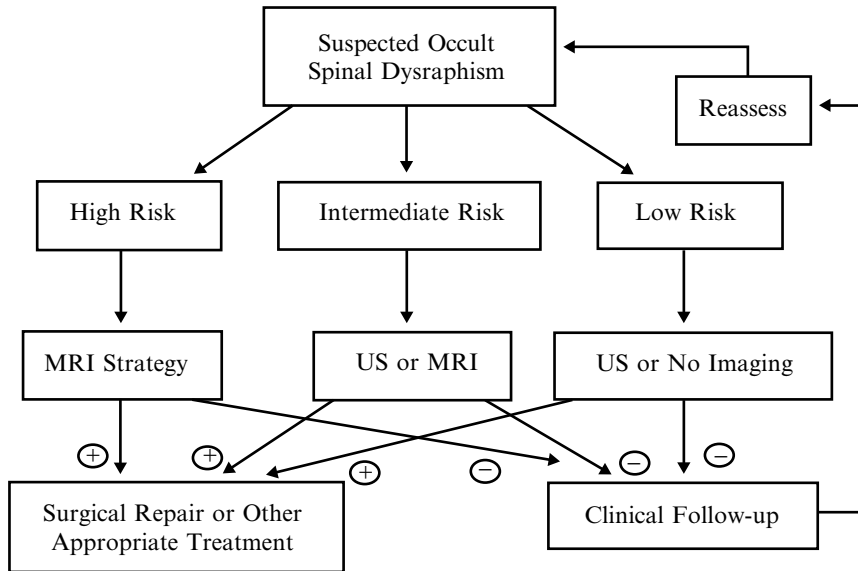 Suspected Occult
Spinal Dysraphism
Reassess
High Risk
Intermediate Risk
Low Risk
MRI Strategy
US or MRI
US or No Imaging
+
+
+
−
−
−
Surgical Repair or Other
Appropriate Treatment
Clinical Follow-up